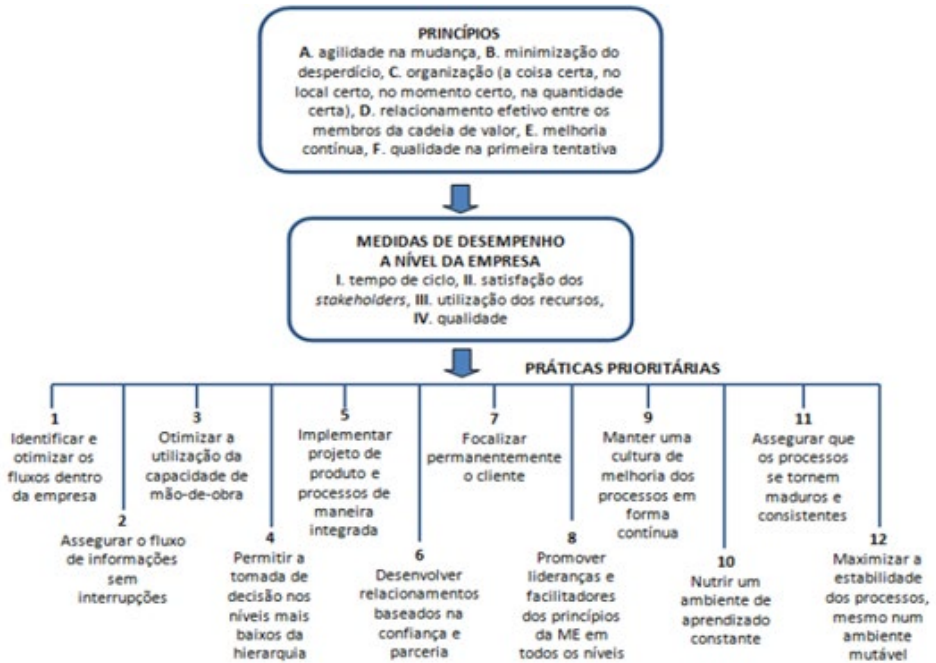 PRINCÍPIOS
A. agilidade na mudança, B. minimização do
desperdício, C. organização (a coisa certa, no
local certo, no momento certo, na quantidade
certa), D. relacionamento efetivo entre os
membros da cadeia de valor, E. melhoria
contínua, F. qualidade na primeira tentativa
MEDIDAS DE DESEMPENHO
A NÍVEL DA EMPRESA
I. tempo de ciclo, II. satisfação dos
stakeholders, III. utilização dos recursos,
IV. qualidade
PRÁTICAS PRIORITÁRIAS
1
Identificar e
otimizar os
fluxos dentro
da empresa
2
Assegurar o fluxo
de informações
sem
interrupções
3
Otimizar a
utilização da
capacidade de
mão-de-obra
4
Permitir a
tomada de
decisão nos
níveis mais
baixos da
hierarquia
5
Implementar
projeto de
produto e
processos de
maneira
integrada
6
Desenvolver
relacionamentos
baseados na
confiança e
parceria
7
Focalizar
permanentemente
o cliente
8
Promover
lideranças e
facilitadores
dos princípios
da ME em
todos os níveis
9
Manter uma
cultura de
melhoria dos
processos em
forma
contínua
10
Nutrir um
ambiente de
aprendizado
constante
11
Assegurar que
os processos
se tornem
maduros e
consistentes
12
Maximizar a
estabilidade
dos processos,
mesmo num
ambiente
mutável